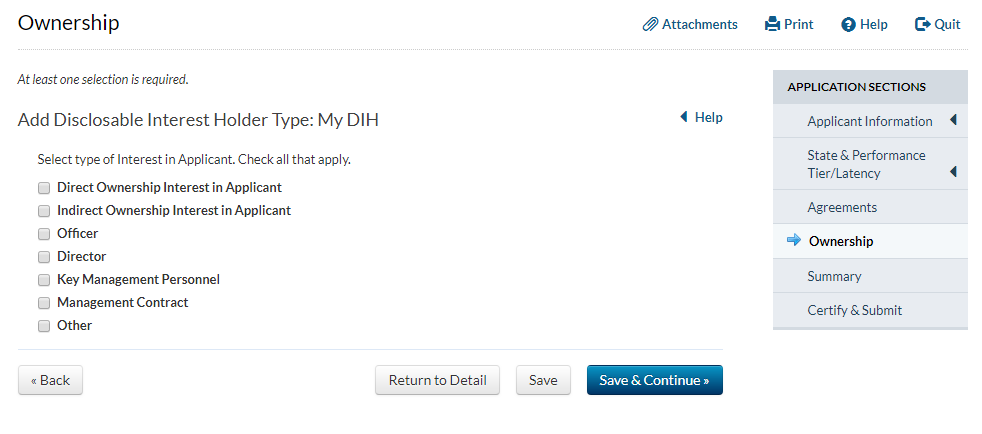 Ownership
Attachments
Print
Help
Quit
At least one selection is required.
Add Disclosable Interest Holder Type: My DIH
Help
Select type of Interest in Applicant. Check all that apply.
Direct Ownership Interest in Applicant
Indirect Ownership Interest in Applicant
Officer
Director
Key Management Personnel
Management Contract
Other
« Back
Return to Detail
Save
Save & Continue »
APPLICATION SECTIONS
Applicant Information
State & Performance
Tier/Latency
Agreements
Ownership
Summary
Certify & Submit